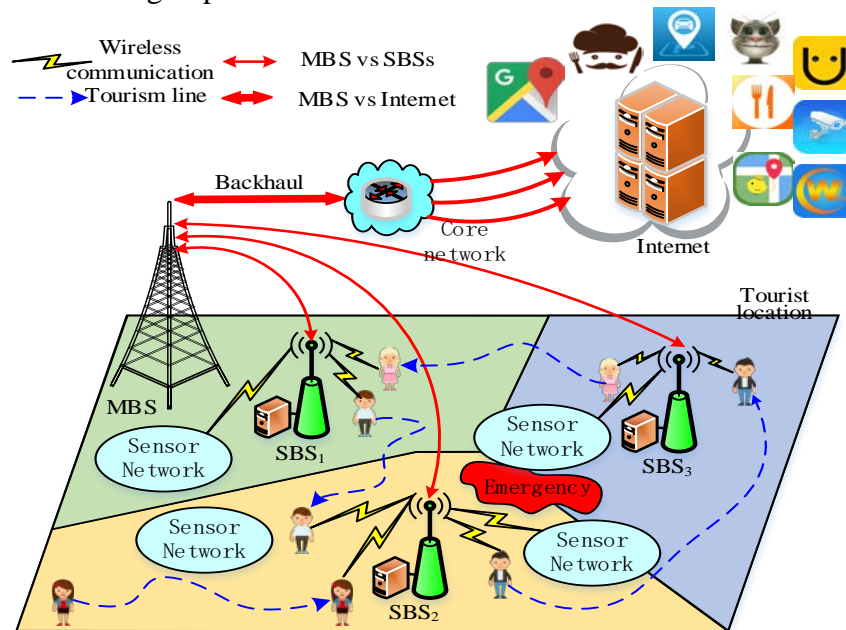 Wireless
communication
MBS vs SBSs
Tourism line
MBS vs Internet
G
W
Backhaul
Core
network
Internet
Tourist
location
MBS
SBS1
SBS3
Sensor
Network
Sensor
Network
Emergency
Sensor
Network
Sensor
Network
SBS2